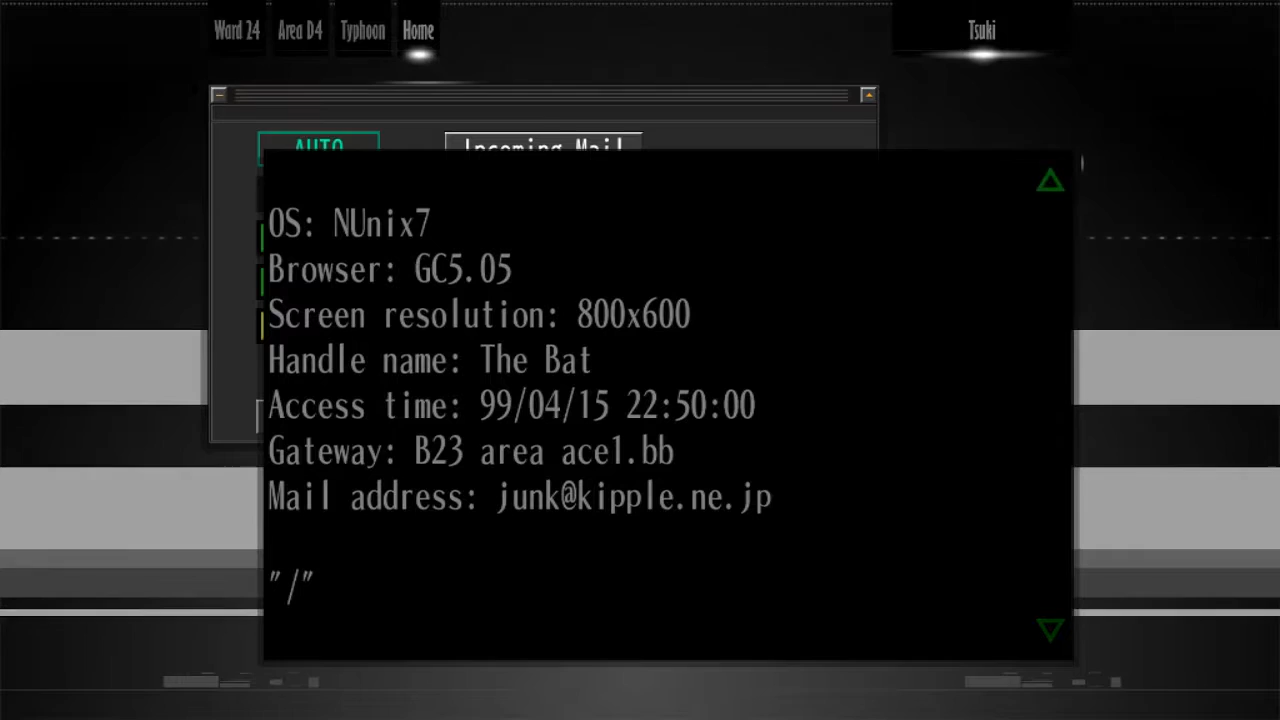 Ward 24 Area D4 Typhoon Home Tsuki
AUTO Incoming Mail
OS: NUnix7
Browser: GC5.05
Screen resolution: 800x600
Handle name: The Bat
Access time: 99/04/15 22:50:00
Gateway: B23 area ace1.bb
Mail address: junk@kipple.ne.jp
"/"